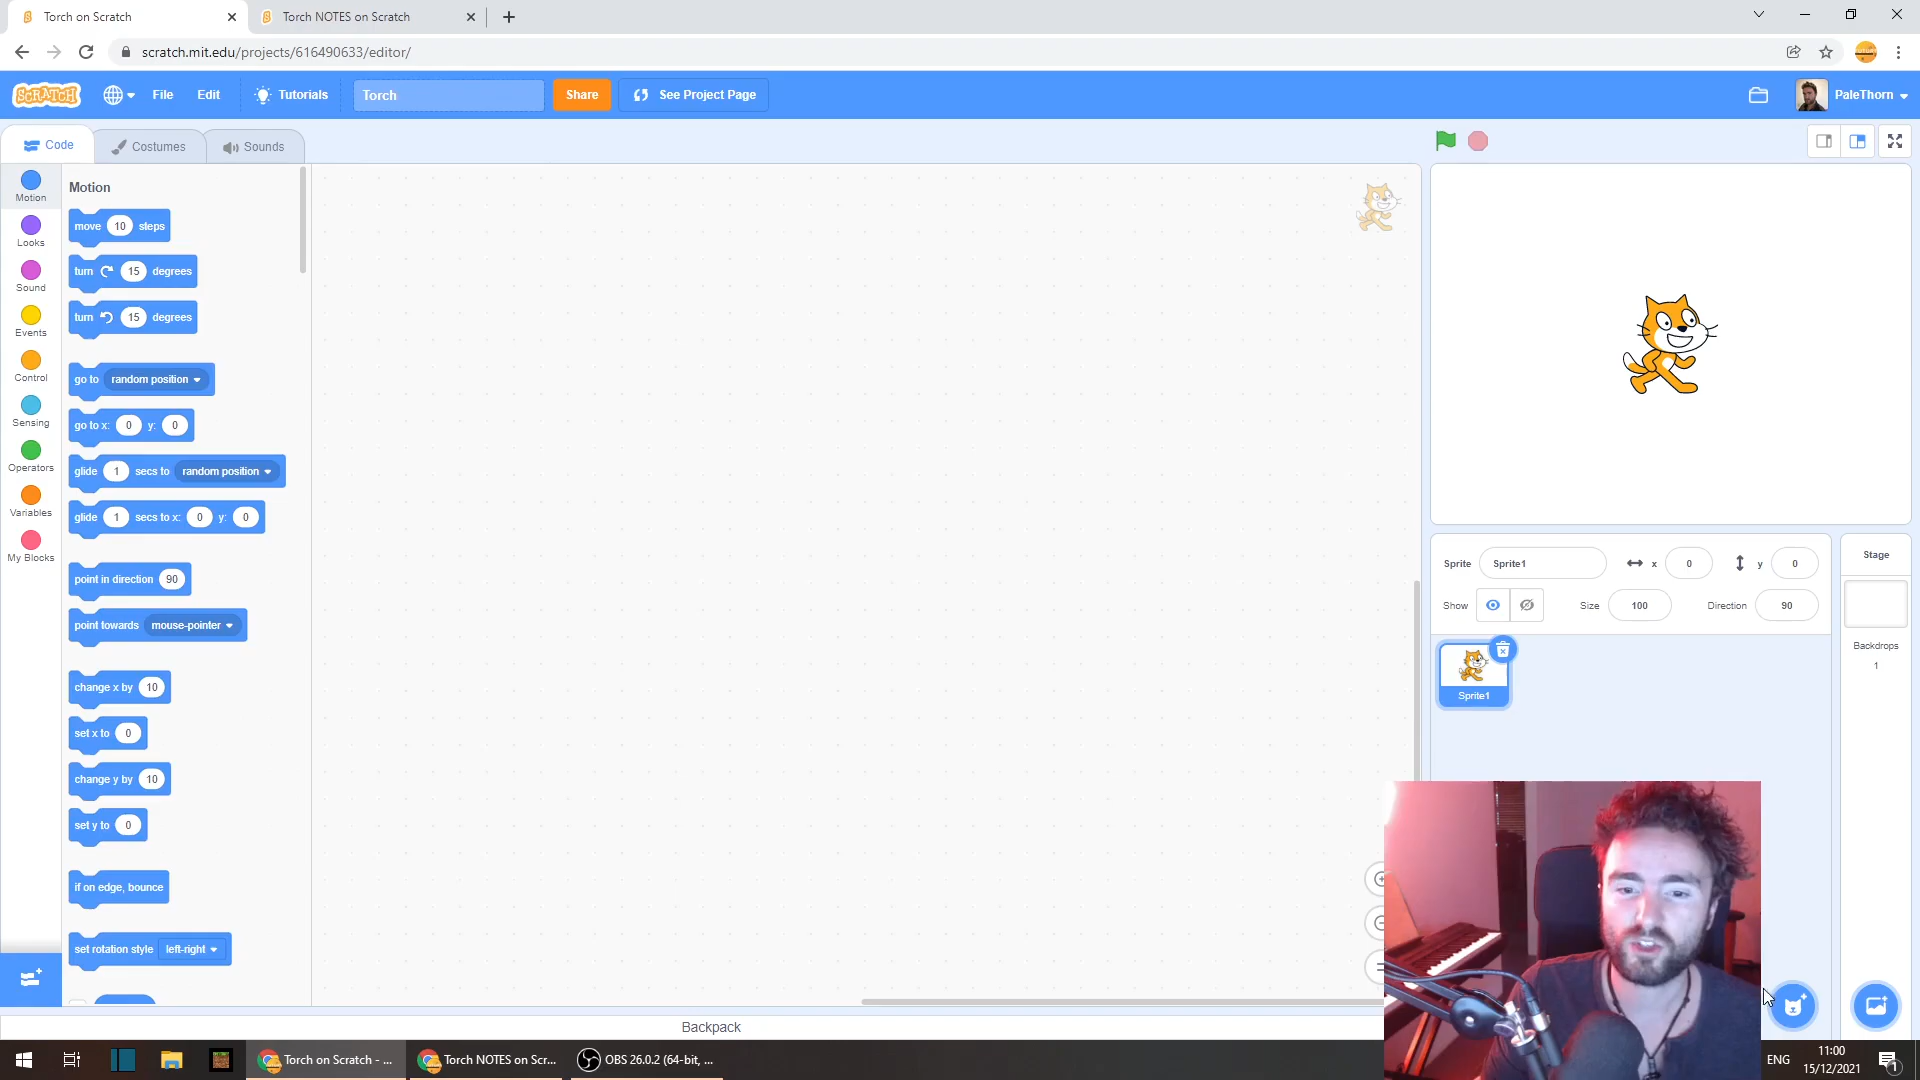 Torch on Scratch
Torch NOTES on Scratch
scratch.mit.edu/projects/616490633/editor/
SCRATCH
File
Edit
Tutorials
Torch
Share
See Project Page
PaleThorn
Code
Costumes
Sounds
Motion
Looks
Sound
Events
Control
Sensing
Operators
Variables
My Blocks
Motion
move 10 steps
turn 15 degrees
turn 15 degrees
go to random position
go to x: 0 y: 0
glide 1 secs to random position
glide 1 secs to x: 0 y: 0
point in direction 90
point towards mouse-pointer
change x by 10
set x to 0
change y by 10
set y to 0
if on edge, bounce
set rotation style left-right
Sprite Sprite1 x 0 y 0
Show Size 100 Direction 90
Sprite1
Stage
Backdrops
1
Backpack
Torch on Scratch - ...
Torch NOTES on Scr...
OBS 26.0.2 (64-bit, ...
ENG
11:00
15/12/2021
1